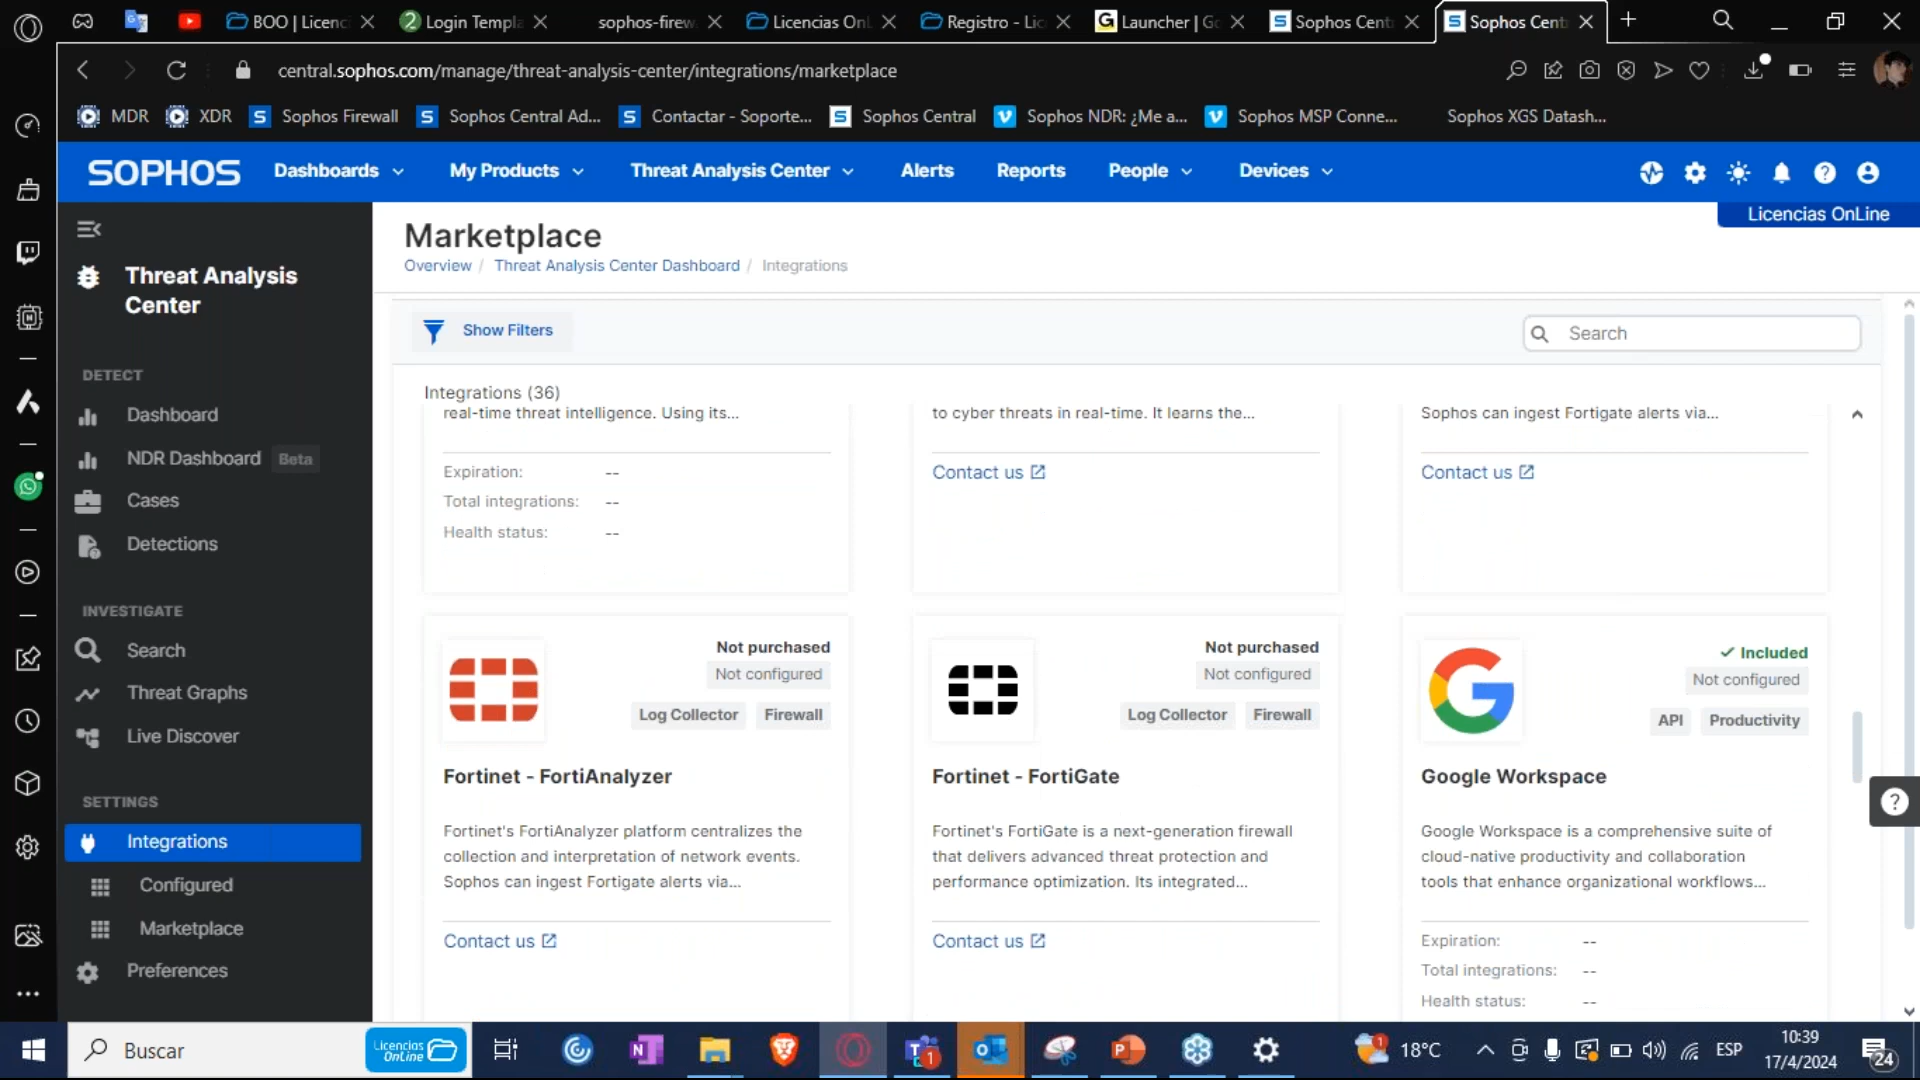 BOO | Licenci
Login Templa
sophos-firew
Licencias OnL
Registro - Lic
Launcher | Go
Sophos Cent
Sophos Cent
central.sophos.com/manage/threat-analysis-center/integrations/marketplace
MDR
XDR
Sophos Firewall
Sophos Central Ad...
Contactar - Soporte...
Sophos Central
Sophos NDR: ¿Me a...
Sophos MSP Conne...
Sophos XGS Datash...
SOPHOS
Dashboards
My Products
Threat Analysis Center
Alerts
Reports
People
Devices
Licencias OnLine
Threat Analysis
Center
DETECT
Dashboard
NDR Dashboard Beta
Cases
Detections
INVESTIGATE
Search
Threat Graphs
Live Discover
SETTINGS
Integrations
Configured
Marketplace
Preferences
Marketplace
Overview / Threat Analysis Center Dashboard / Integrations
Show Filters
Search
Integrations (36)
real-time threat intelligence. Using its...
Expiration: --
Total integrations: --
Health status: --
to cyber threats in real-time. It learns the...
Contact us
Sophos can ingest Fortigate alerts via...
Contact us
Not purchased
Not configured
Log Collector Firewall
Fortinet - FortiAnalyzer
Fortinet's FortiAnalyzer platform centralizes the
collection and interpretation of network events.
Sophos can ingest Fortigate alerts via...
Contact us
Not purchased
Not configured
Log Collector Firewall
Fortinet - FortiGate
Fortinet's FortiGate is a next-generation firewall
that delivers advanced threat protection and
performance optimization. Its integrated...
Contact us
Included
Not configured
API Productivity
Google Workspace
Google Workspace is a comprehensive suite of
cloud-native productivity and collaboration
tools that enhance organizational workflows...
Expiration: --
Total integrations: --
Health status: --
Buscar
Licencias
OnLine
1
1
18°C
ESP
10:39
17/4/2024
24